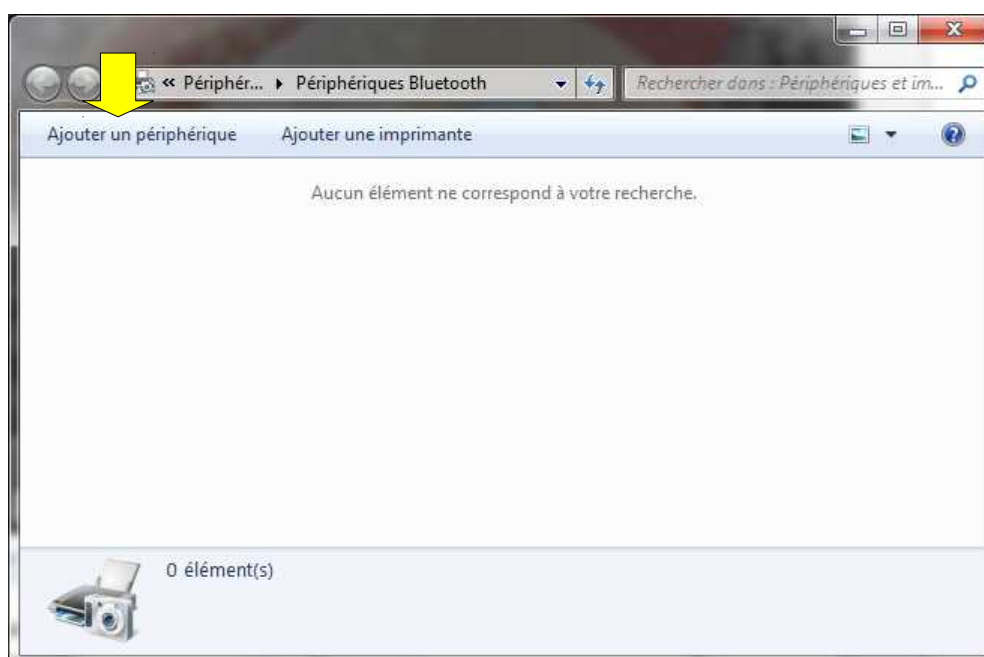 « Périphér... ▸ Périphériques Bluetooth
Rechercher dans : Périphériques et im...
Ajouter un périphérique Ajouter une imprimante
Aucun élément ne correspond à votre recherche.
0 élément(s)